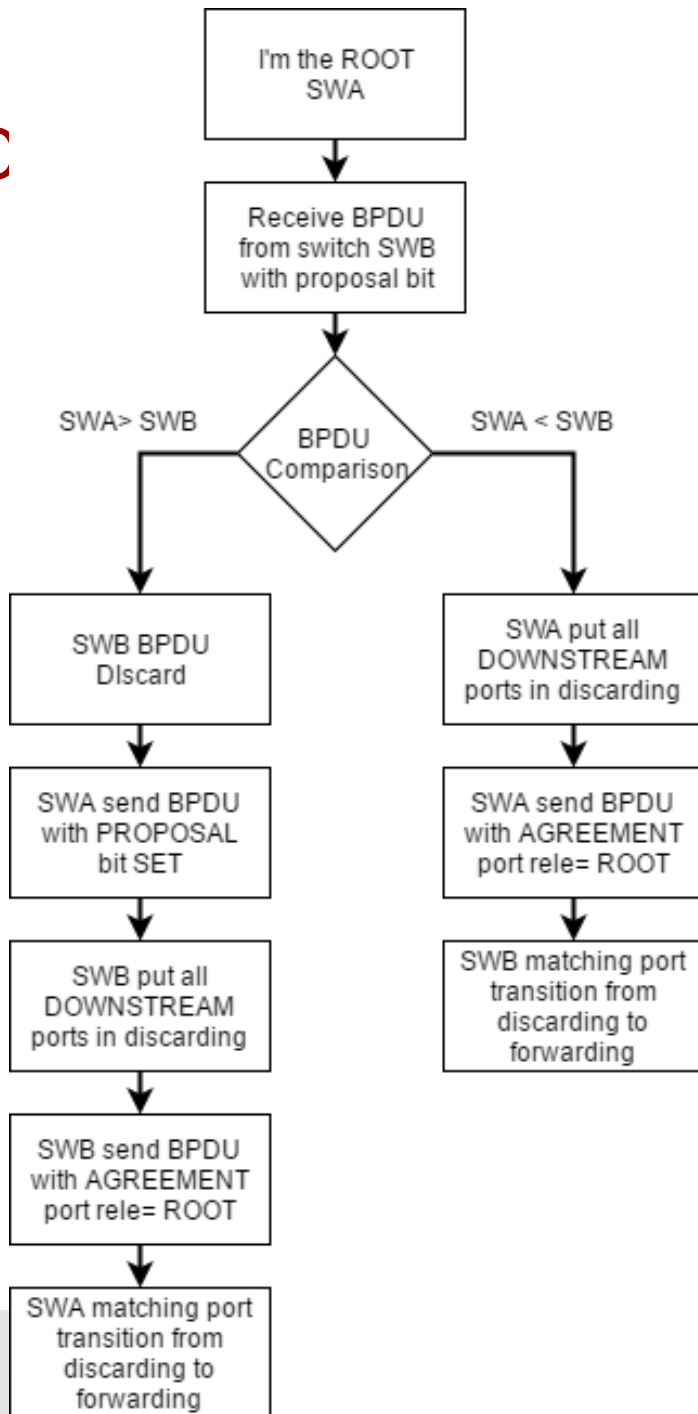 I'm the ROOT
SWA
Receive BPDU
from switch SWB
with proposal bit
BPDU
Comparison
SWA> SWB
SWB BPDU
DIscard
SWA send BPDU
with PROPOSAL
bit SET
SWB put all
DOWNSTREAM
ports in discarding
SWB send BPDU
with AGREEMENT
port rele= ROOT
SWA matching port
transition from
discarding to
forwarding
SWA < SWB
SWA put all
DOWNSTREAM
ports in discarding
SWA send BPDU
with AGREEMENT
port rele= ROOT
SWB matching port
transition from
discarding to
forwarding